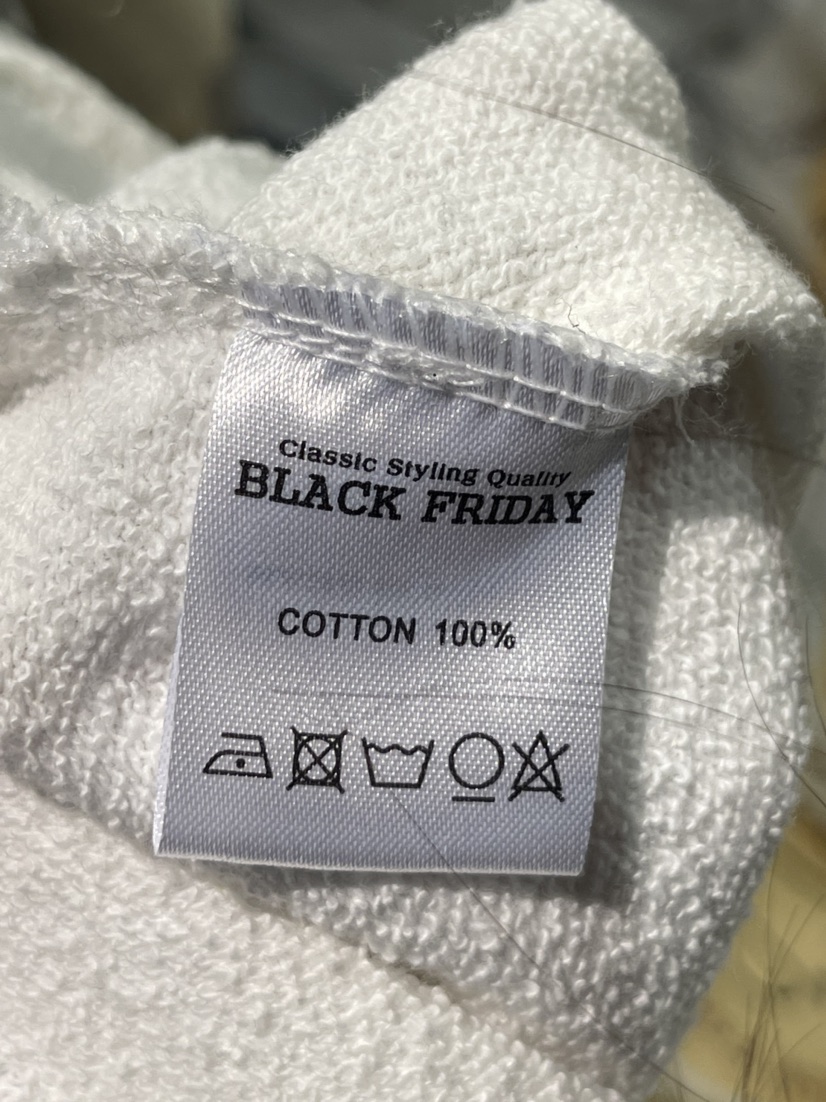 Classic Styling Quality
BLACK FRIDAY
COTTON 100%